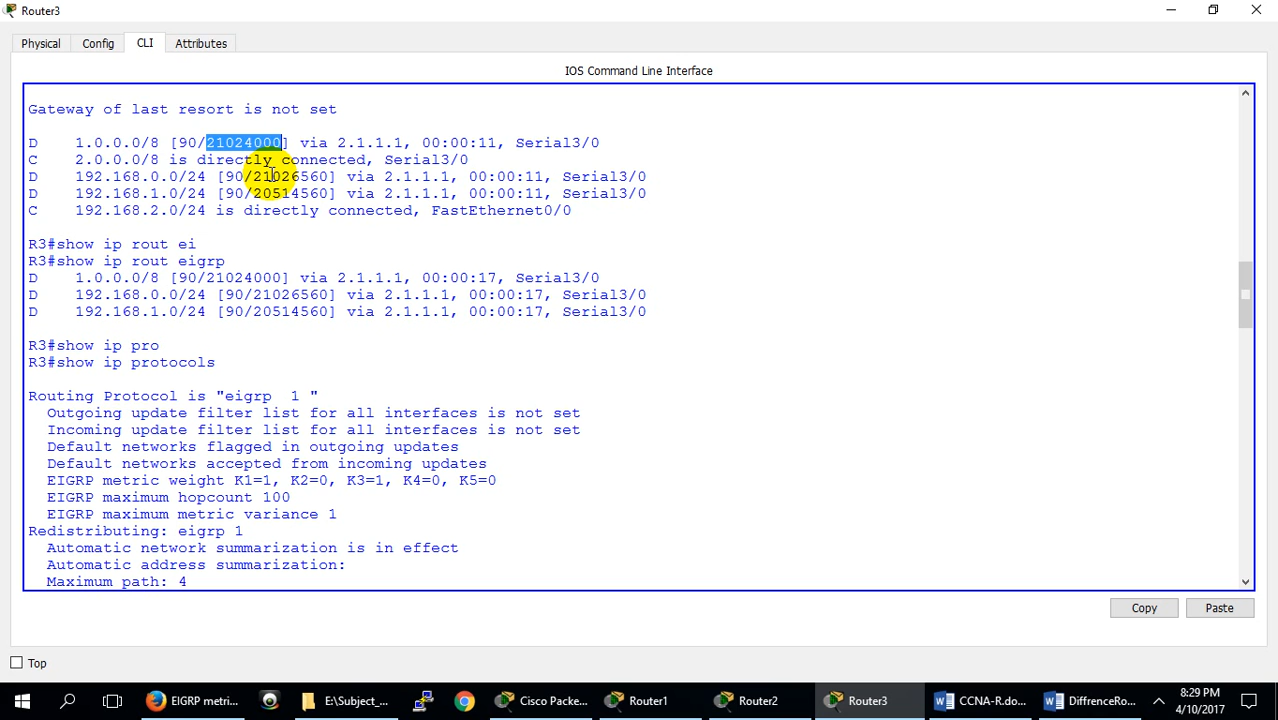 Router3
Physical Config CLI Attributes
IOS Command Line Interface
Gateway of last resort is not set
D    1.0.0.0/8 [90/21024000] via 2.1.1.1, 00:00:11, Serial3/0
C    2.0.0.0/8 is directly connected, Serial3/0
D    192.168.0.0/24 [90/21026560] via 2.1.1.1, 00:00:11, Serial3/0
D    192.168.1.0/24 [90/20514560] via 2.1.1.1, 00:00:11, Serial3/0
C    192.168.2.0/24 is directly connected, FastEthernet0/0
R3#show ip rout ei
R3#show ip rout eigrp
D    1.0.0.0/8 [90/21024000] via 2.1.1.1, 00:00:17, Serial3/0
D    192.168.0.0/24 [90/21026560] via 2.1.1.1, 00:00:17, Serial3/0
D    192.168.1.0/24 [90/20514560] via 2.1.1.1, 00:00:17, Serial3/0
R3#show ip pro
R3#show ip protocols
Routing Protocol is "eigrp  1 "
  Outgoing update filter list for all interfaces is not set
  Incoming update filter list for all interfaces is not set
  Default networks flagged in outgoing updates
  Default networks accepted from incoming updates
  EIGRP metric weight K1=1, K2=0, K3=1, K4=0, K5=0
  EIGRP maximum hopcount 100
  EIGRP maximum metric variance 1
Redistributing: eigrp 1
  Automatic network summarization is in effect
  Automatic address summarization:
  Maximum path: 4
Copy Paste
Top
EIGRP metri... E:\Subject_... Cisco Packe... Router1 Router2 Router3 CCNA-R.do... DiffrenceRo... 8:29 PM
4/10/2017